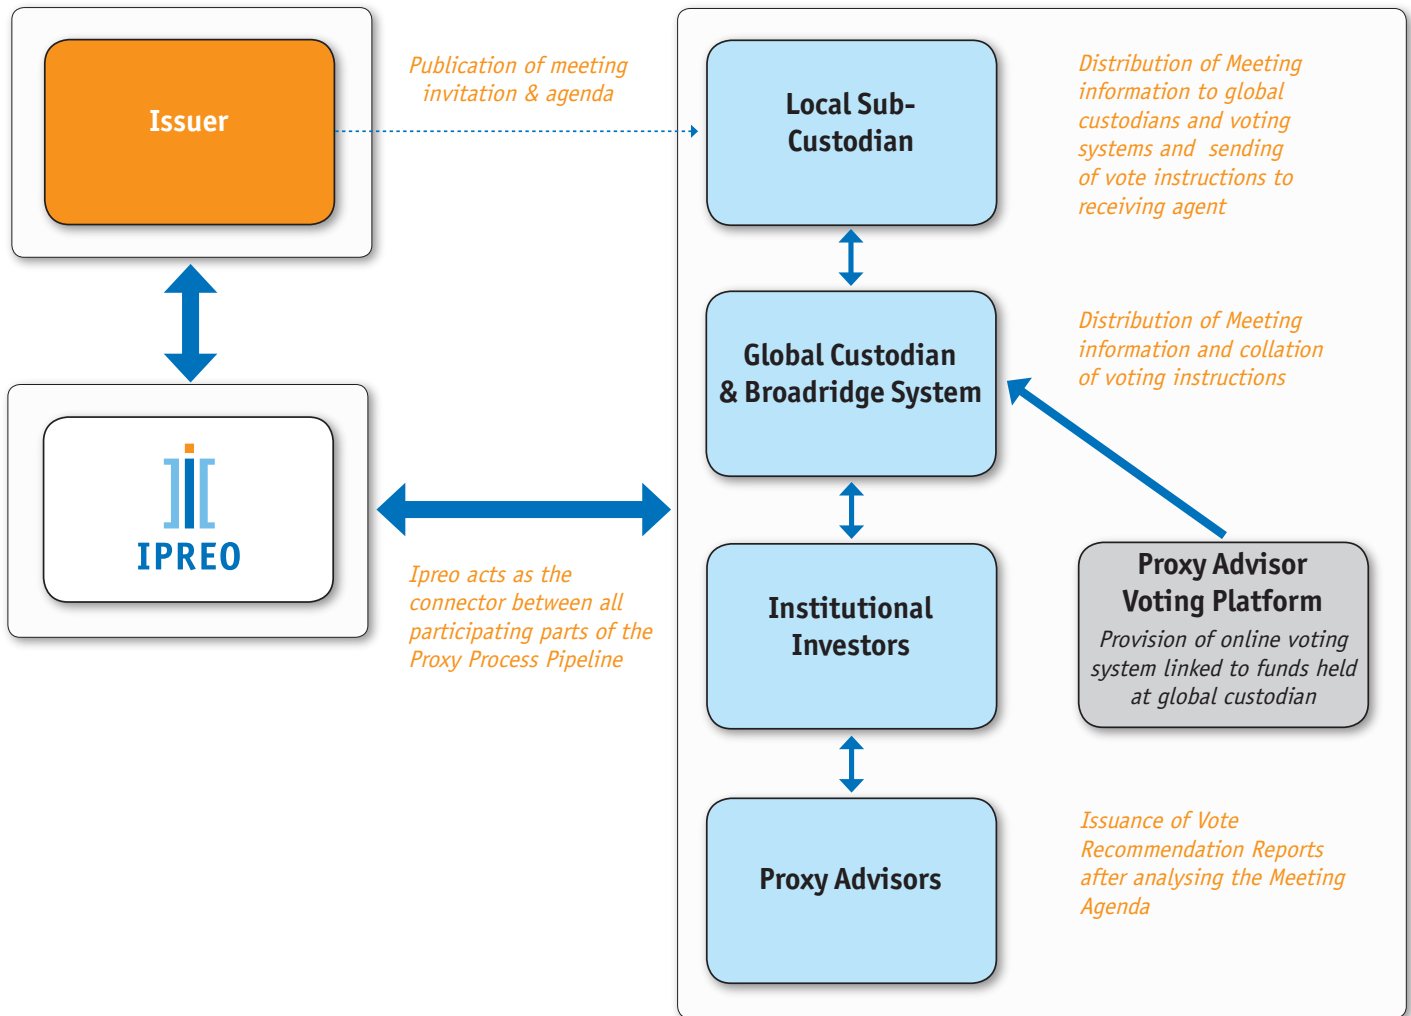 Issuer
Publication of meeting
invitation & agenda
Local Sub-
Custodian
Distribution of Meeting
information to global
custodians and voting
systems and sending
of vote instructions to
receiving agent
Global Custodian
& Broadridge System
Distribution of Meeting
information and collation
of voting instructions
IPREO
Ipreo acts as the
connector between all
participating parts of the
Proxy Process Pipeline
Institutional
Investors
Proxy Advisor
Voting Platform
Provision of online voting
system linked to funds held
at global custodian
Proxy Advisors
Issuance of Vote
Recommendation Reports
after analysing the Meeting
Agenda